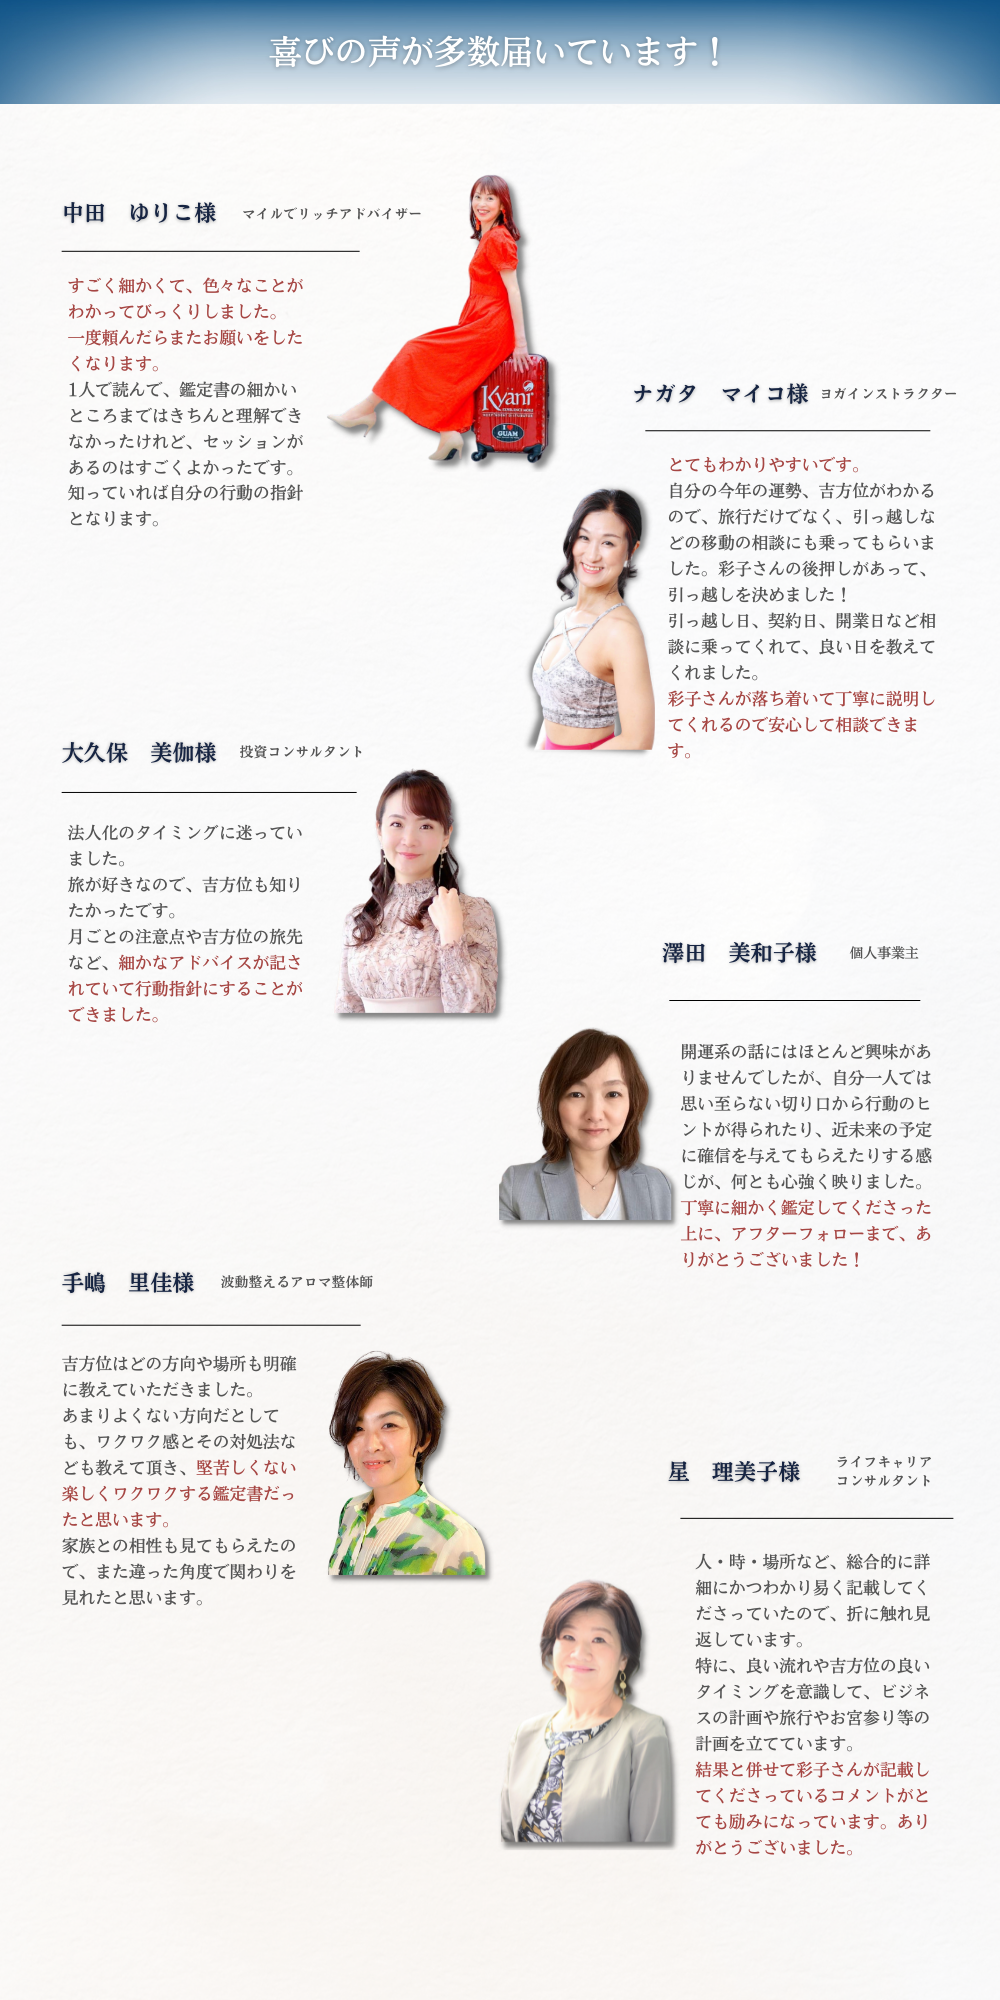 喜びの声が多数届いています！
中田　ゆりこ様　マイルでリッチアドバイザー
すごく細かくて、色々なことが
わかってびっくりしました。
一度頼んだらまたお願いをした
くなります。
1人で読んで、鑑定書の細かい
ところまではきちんと理解でき
なかったけれど、セッションが
あるのはすごくよかったです。
知っていれば自分の行動の指針
となります。
Kyäni
I ♥
GUAM
ナガタ　マイコ様　ヨガインストラクター
とてもわかりやすいです。
自分の今年の運勢、吉方位がわかる
ので、旅行だけでなく、引っ越しな
どの移動の相談にも乗ってもらいま
した。彩子さんの後押しがあって、
引っ越しを決めました！
引っ越し日、契約日、開業日など相
談に乗ってくれて、良い日を教えて
くれました。
彩子さんが落ち着いて丁寧に説明し
てくれるので安心して相談できま
す。
大久保　美伽様　投資コンサルタント
法人化のタイミングに迷ってい
ました。
旅が好きなので、吉方位も知り
たかったです。
月ごとの注意点や吉方位の旅先
など、細かなアドバイスが記さ
れていて行動指針にすることが
できました。
澤田　美和子様　個人事業主
開運系の話にはほとんど興味があ
りませんでしたが、自分一人では
思い至らない切り口から行動のヒ
ントが得られたり、近未来の予定
に確信を与えてもらえたりする感
じが、何とも心強く映りました。
丁寧に細かく鑑定してくださった
上に、アフターフォローまで、あ
りがとうございました！
手嶋　里佳様　波動整えるアロマ整体師
吉方位はどの方向や場所も明確
に教えていただきました。
あまりよくない方向だとして
も、ワクワク感とその対処法な
ども教えて頂き、堅苦しくない
楽しくワクワクする鑑定書だっ
たと思います。
家族との相性も見てもらえたの
で、また違った角度で関わりを
見れたと思います。
星　理美子様
ライフキャリア
コンサルタント
人・時・場所など、総合的に詳
細にかつわかり易く記載してく
ださっていたので、折に触れ見
返しています。
特に、良い流れや吉方位の良い
タイミングを意識して、ビジネ
スの計画や旅行やお宮参り等の
計画を立てています。
結果と併せて彩子さんが記載し
てくださっているコメントがと
ても励みになっています。あり
がとうございました。